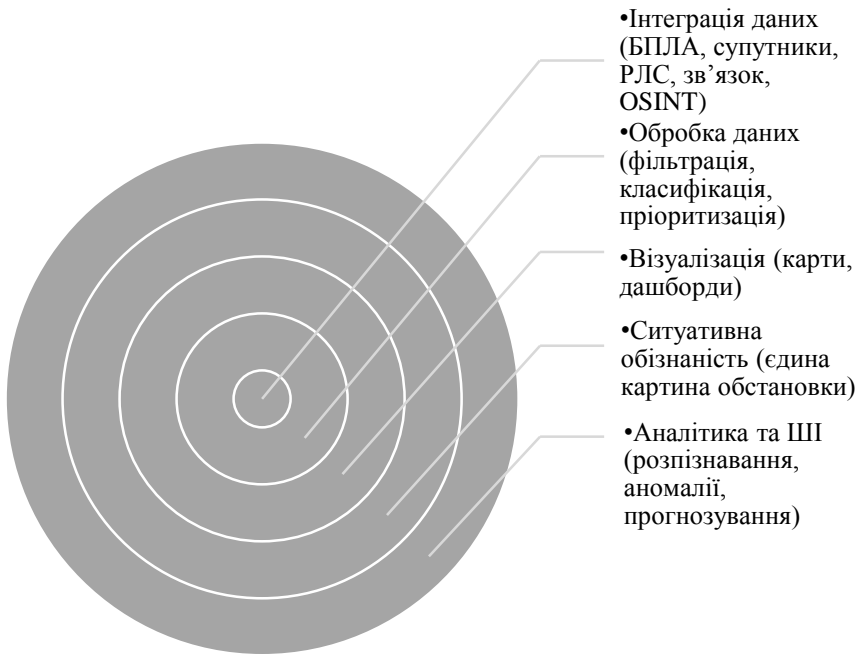 •Інтеграція даних
(БПЛА, супутники,
РЛС, зв’язок,
OSINT)
•Обробка даних
(фільтрація,
класифікація,
пріоритизація)
•Візуалізація (карти,
дашборди)
•Ситуативна
обізнаність (єдина
картина обстановки)
•Аналітика та ШІ
(розпізнавання,
аномалії,
прогнозування)